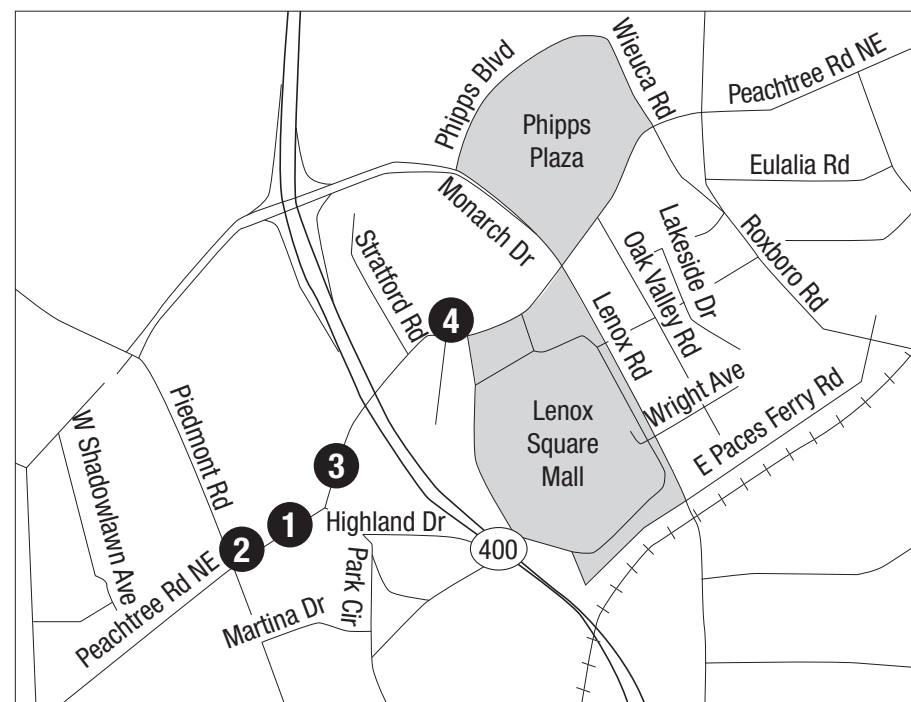 Phipps Blvd
Wieuca Rd
Peachtree Rd NE
Phipps
Plaza
Eulalia Rd
Monarch Dr
Stratford Rd
Lakeside Dr
Oak Valley Rd
Roxboro Rd
4
Lenox Rd
Piedmont Rd
W Shadowlawn Ave
Lenox
Square
Mall
Wright Ave
E Paces Ferry Rd
3
1
2
Highland Dr
400
Park Cir
Peachtree Rd NE
Martina Dr